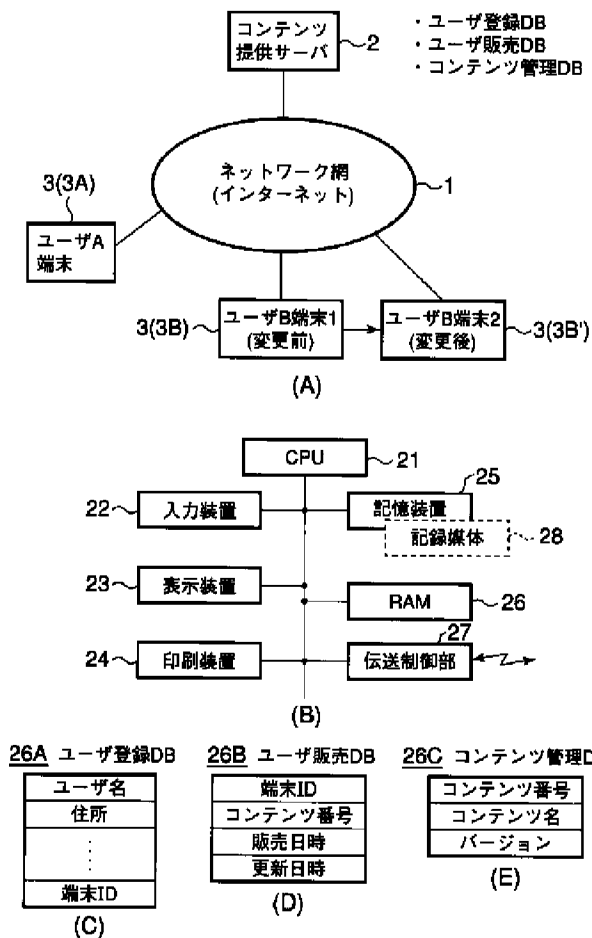 コンテンツ
提供サーバ
2
・ユーザ登録DB
・ユーザ販売DB
・コンテンツ管理DB
ネットワーク網
(インターネット)
1
3(3A)
ユーザA
端末
3(3B)
ユーザB端末1
(変更前)
ユーザB端末2
(変更後)
3(3B')
(A)
CPU
21
22
入力装置
25
記憶装置
記録媒体
28
23
表示装置
RAM
26
24
印刷装置
27
伝送制御部
(B)
26A ユーザ登録DB
ユーザ名
住所
端末ID
(C)
26B ユーザ販売DB
端末ID
コンテンツ番号
販売日時
更新日時
(D)
26C コンテンツ管理D
コンテンツ番号
コンテンツ名
バージョン
(E)